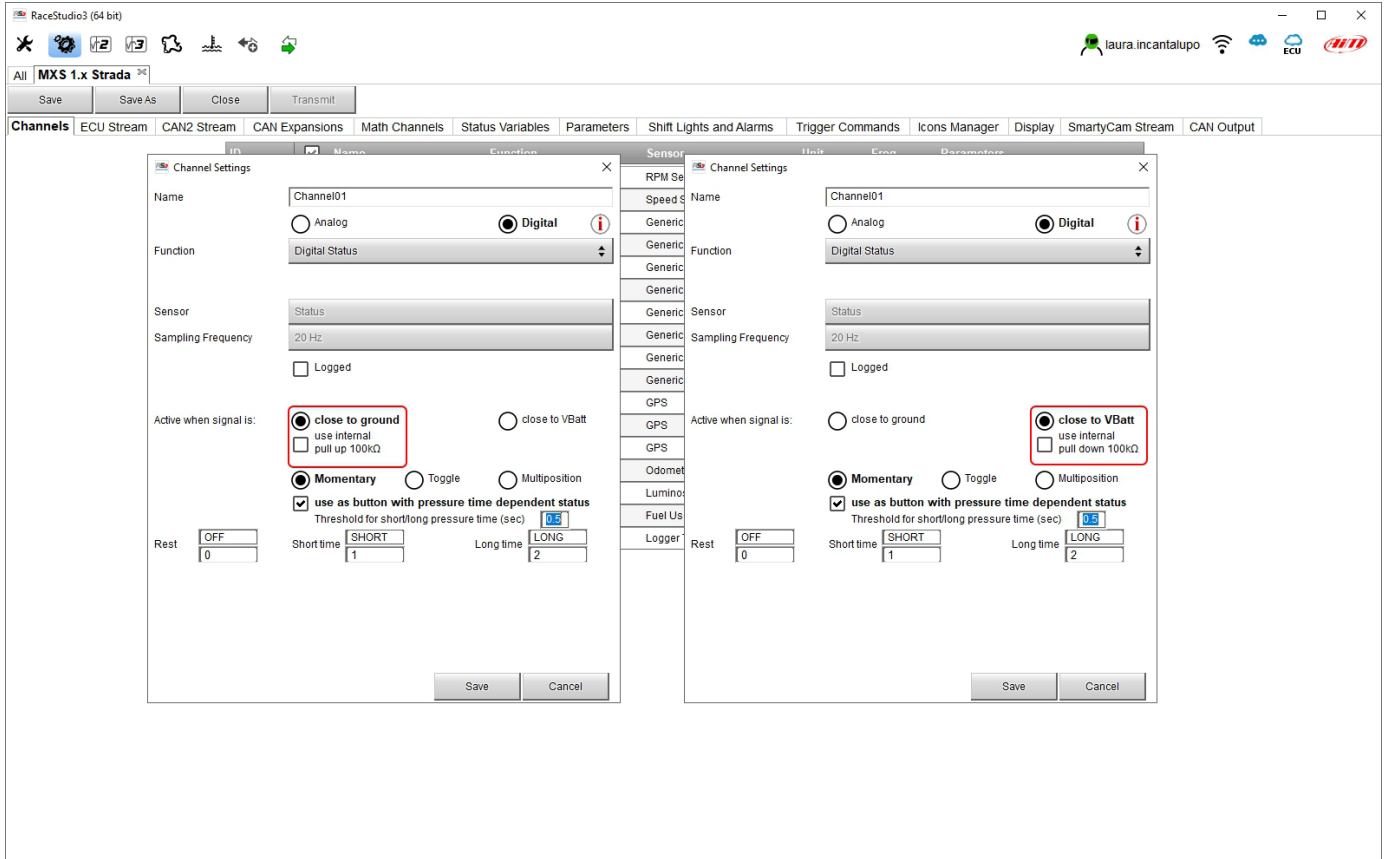 RaceStudio3 (64 bit)
laura.incantalupo
ECU
AiM
All MXS 1.x Strada
Save Save As Close Transmit
Channels ECU Stream CAN2 Stream CAN Expansions Math Channels Status Variables Parameters Shift Lights and Alarms Trigger Commands Icons Manager Display SmartyCam Stream CAN Output
ID Name Function Sensor Unit Freq Parameters
Channel Settings
Name Channel01
Analog Digital
Function Digital Status
Sensor Status
Sampling Frequency 20 Hz
Logged
Active when signal is: close to ground close to VBatt
use internal
pull up 100kΩ
Momentary Toggle Multiposition
use as button with pressure time dependent status
Threshold for short/long pressure time (sec) 0.5
Rest OFF Short time SHORT Long time LONG
0 1 2
Save Cancel
RPM Se
Speed S
Generic
Generic
Generic
Generic
Generic
Generic
Generic
Generic
GPS
GPS
GPS
Odomet
Lumino
Fuel Us
Logger
Channel Settings
Name Channel01
Analog Digital
Function Digital Status
Sensor Status
Sampling Frequency 20 Hz
Logged
Active when signal is: close to ground close to VBatt
use internal
pull down 100kΩ
Momentary Toggle Multiposition
use as button with pressure time dependent status
Threshold for short/long pressure time (sec) 0.5
Rest OFF Short time SHORT Long time LONG
0 1 2
Save Cancel